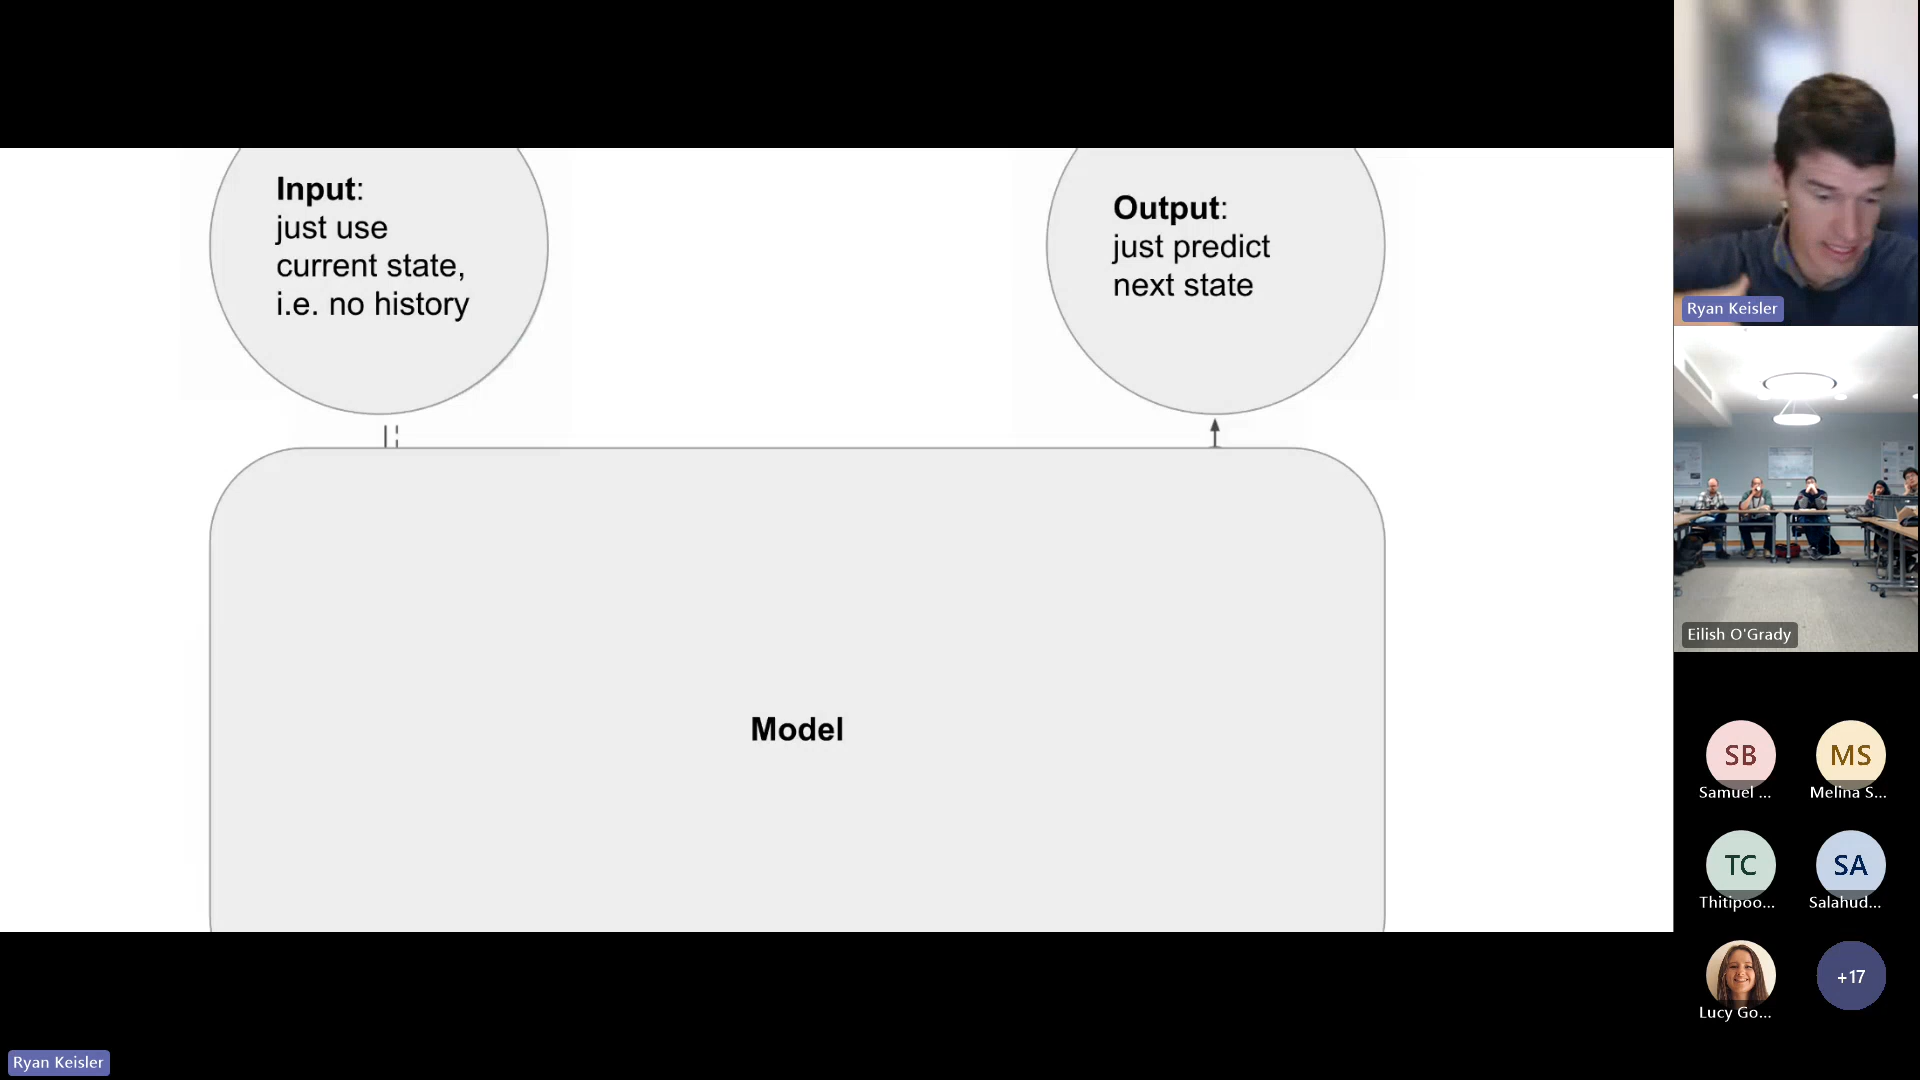 Input:
just use
current state,
i.e. no history
Output:
just predict
next state
Model
Ryan Keisler
Eilish O'Grady
SB
Samuel ...
MS
Melina S...
TC
Thitipoo...
SA
Salahud...
Lucy Go...
+17
Ryan Keisler